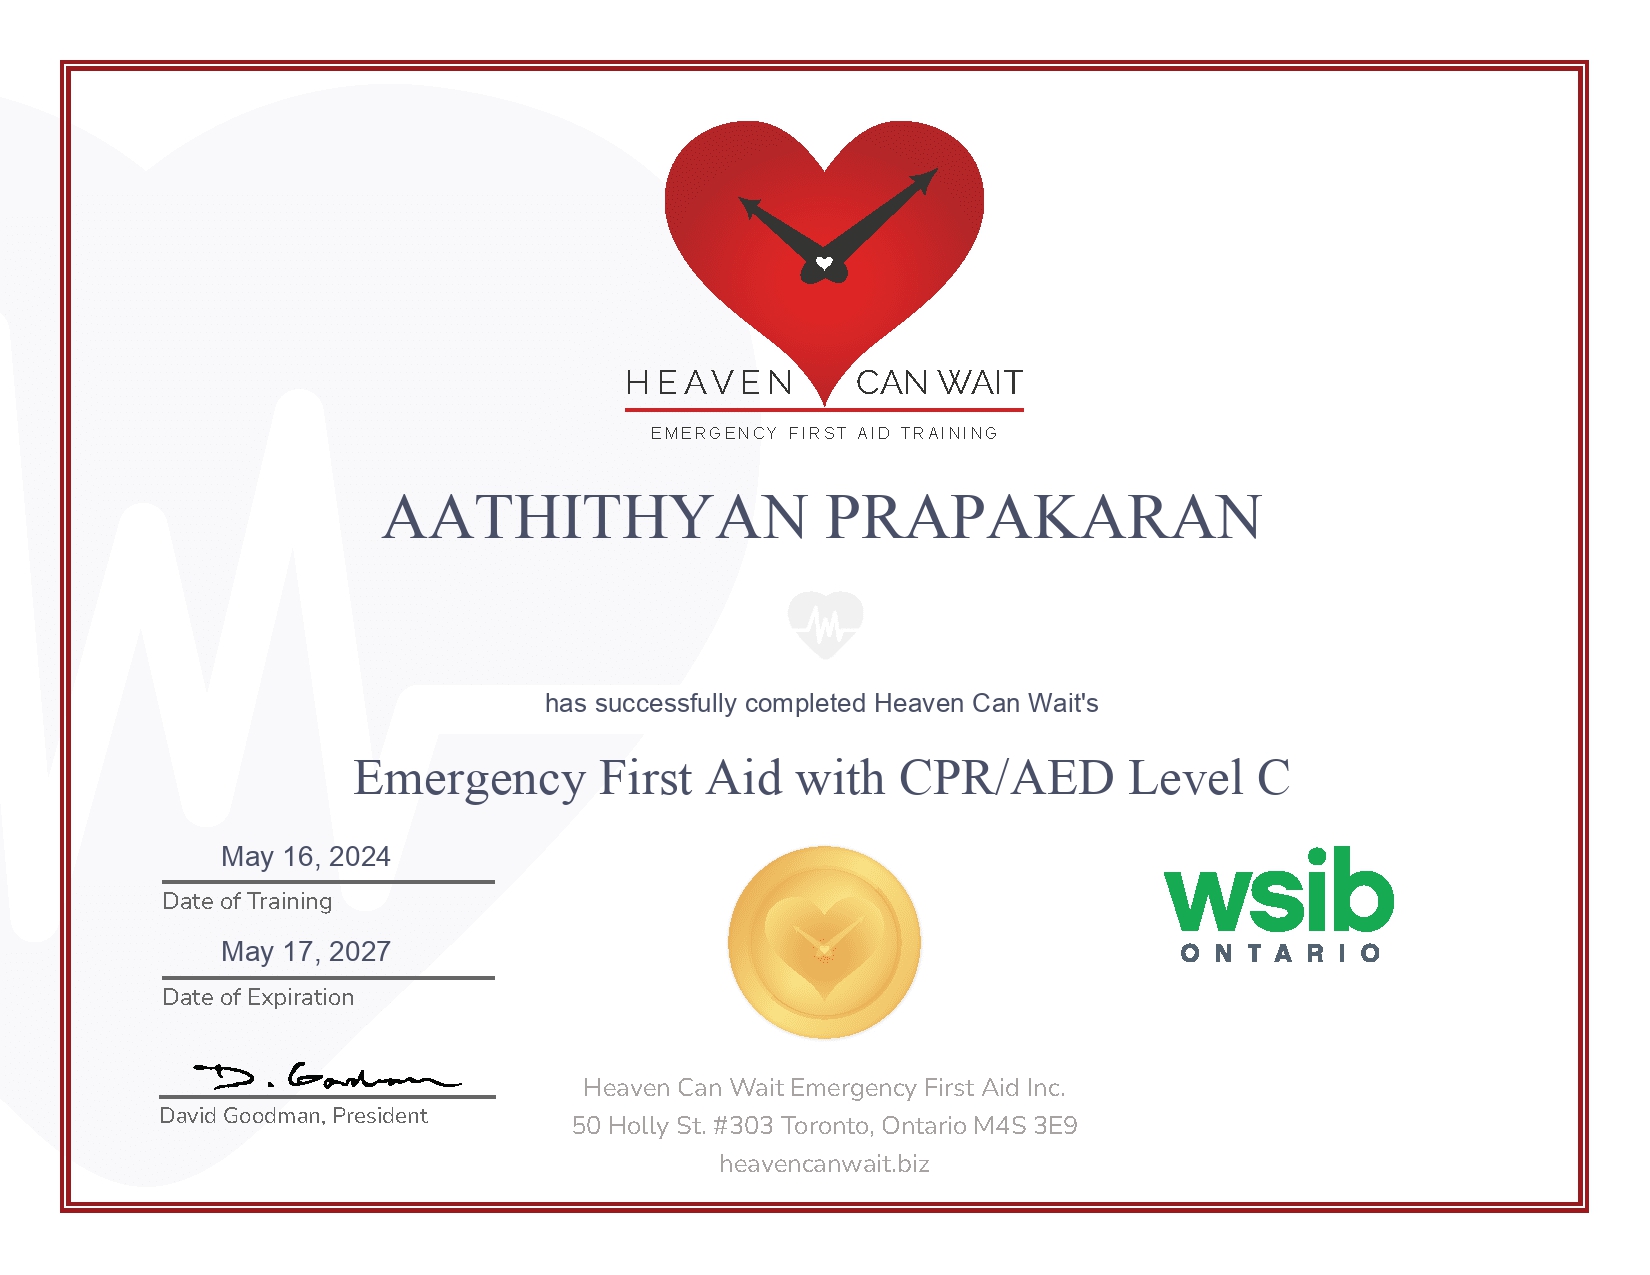 HEAVEN CAN WAIT
EMERGENCY FIRST AID TRAINING
AATHITHYAN PRAPAKARAN
has successfully completed Heaven Can Wait's
Emergency First Aid with CPR/AED Level C
May 16, 2024
Date of Training
May 17, 2027
Date of Expiration
D. Goodman
David Goodman, President
wsib
ONTARIO
Heaven Can Wait Emergency First Aid Inc.
50 Holly St. #303 Toronto, Ontario M4S 3E9
heavencanwait.biz